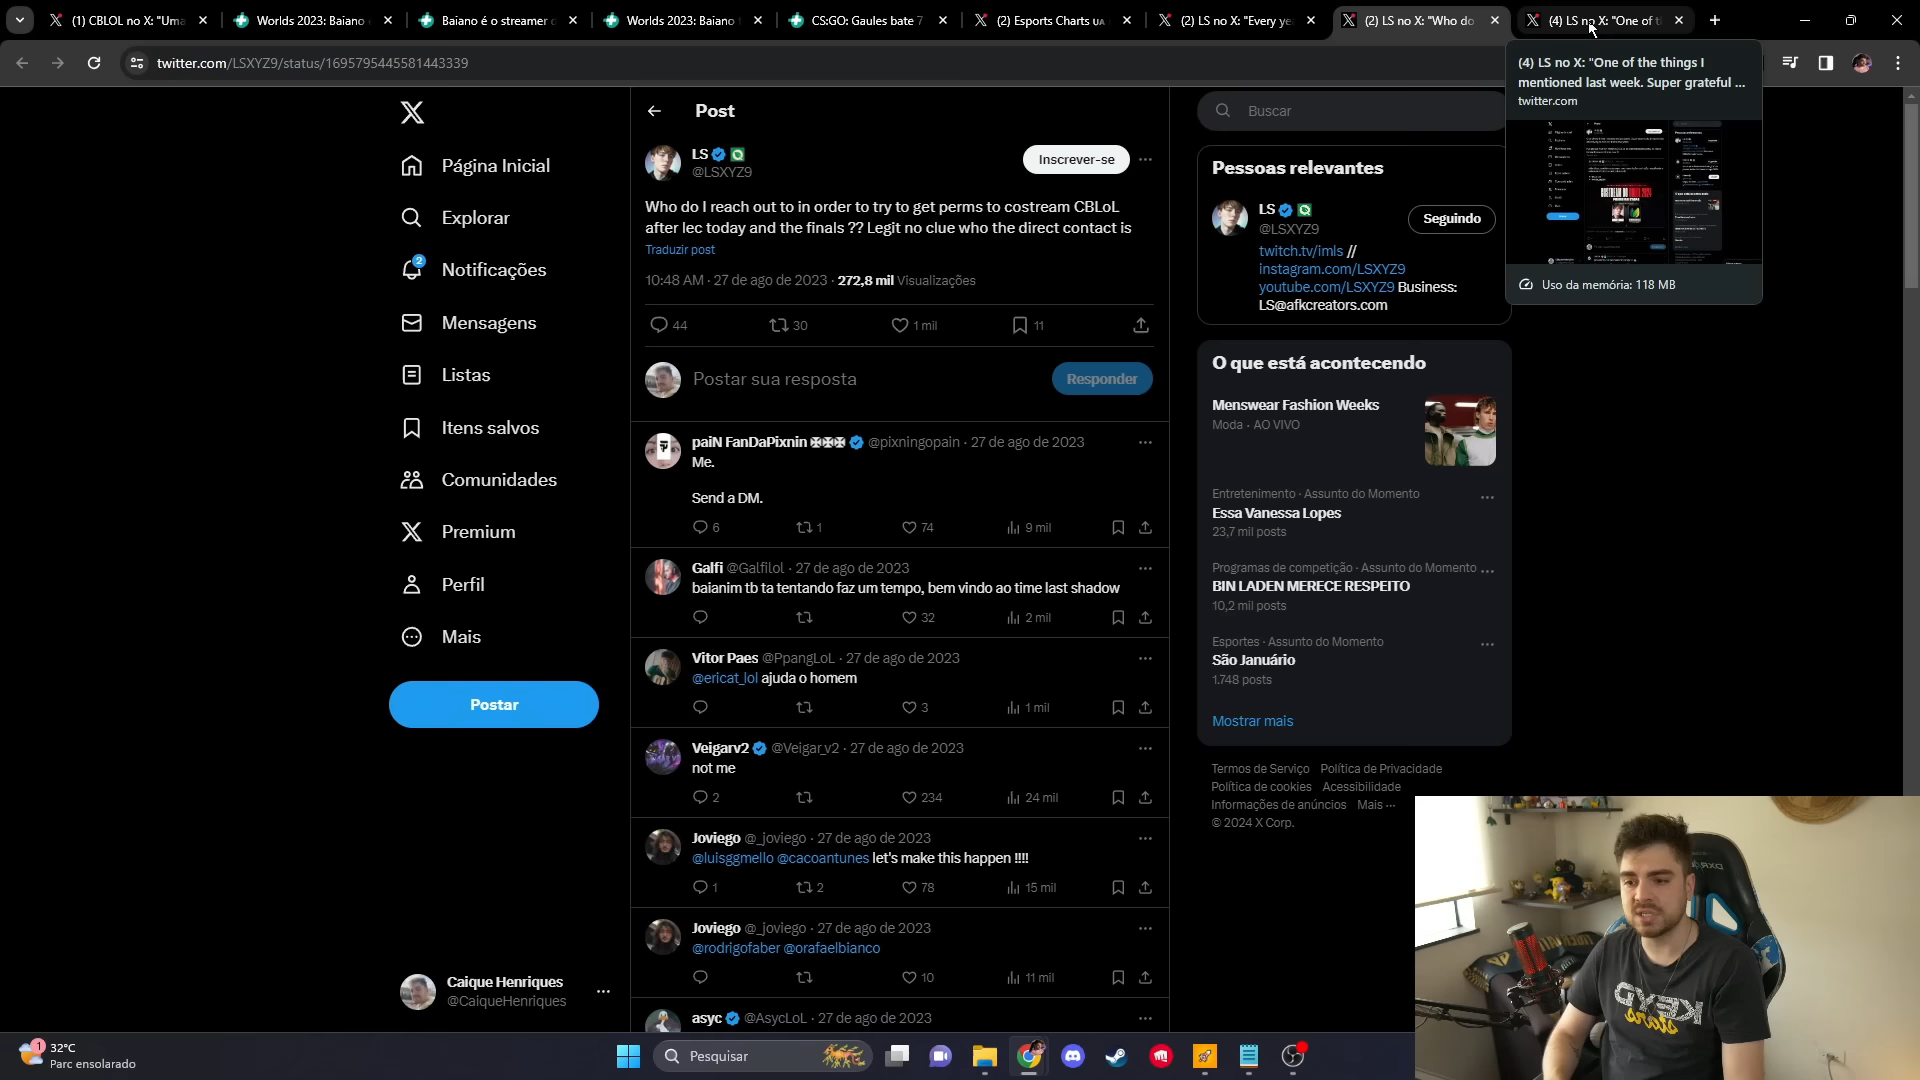 (1) CBLOL no X: "Uma
Worlds 2023: Baiano
Baiano é o streamer
Worlds 2023: Baiano
CS:GO: Gaules bate 7
(2) Esports Charts UA
(2) LS no X: "Every ye
(2) LS no X: "Who do
(4) LS no X: "One of t
twitter.com/LSXYZ9/status/1695795445581443339
(4) LS no X: "One of the things I
mentioned last week. Super grateful ...
twitter.com
Uso da memória: 118 MB
Página Inicial
Explorar
2
Notificações
Mensagens
Listas
Itens salvos
Comunidades
Premium
Perfil
Mais
Postar
Caique Henriques
@CaiqueHenriques
Post
LS
@LSXYZ9
Inscrever-se
Who do I reach out to in order to try to get perms to costream CBLoL
after lec today and the finals ?? Legit no clue who the direct contact is
Traduzir post
10:48 AM · 27 de ago de 2023 · 272,8 mil Visualizações
44 30 1 mil 11
Postar sua resposta
Responder
paiN FanDaPixnin @pixningopain · 27 de ago de 2023
Me.
Send a DM.
6 1 74 9 mil
Galfi @Galfilol · 27 de ago de 2023
baianim tb ta tentando faz um tempo, bem vindo ao time last shadow
32 2 mil
Vitor Paes @PpangLoL · 27 de ago de 2023
@ericat_lol ajuda o homem
3 1 mil
Veigarv2 @Veigar_v2 · 27 de ago de 2023
not me
2 234 24 mil
Joviego @_joviego · 27 de ago de 2023
@luisggmello @cacoantunes let's make this happen !!!!
1 2 78 15 mil
Joviego @_joviego · 27 de ago de 2023
@rodrigofaber @orafaelbianco
10 11 mil
asyc @AsycLoL · 27 de ago de 2023
Buscar
Pessoas relevantes
LS
@LSXYZ9
Seguindo
twitch.tv/imls //
instagram.com/LSXYZ9
youtube.com/LSXYZ9 Business:
LS@afkcreators.com
O que está acontecendo
Menswear Fashion Weeks
Moda · AO VIVO
Entretenimento · Assunto do Momento
Essa Vanessa Lopes
23,7 mil posts
Programas de competição · Assunto do Momento
BIN LADEN MERECE RESPEITO
10,2 mil posts
Esportes · Assunto do Momento
São Januário
1.748 posts
Mostrar mais
Termos de Serviço Política de Privacidade
Política de cookies Acessibilidade
Informações de anúncios Mais ···
© 2024 X Corp.
1
32°C
Parc ensolarado
Pesquisar